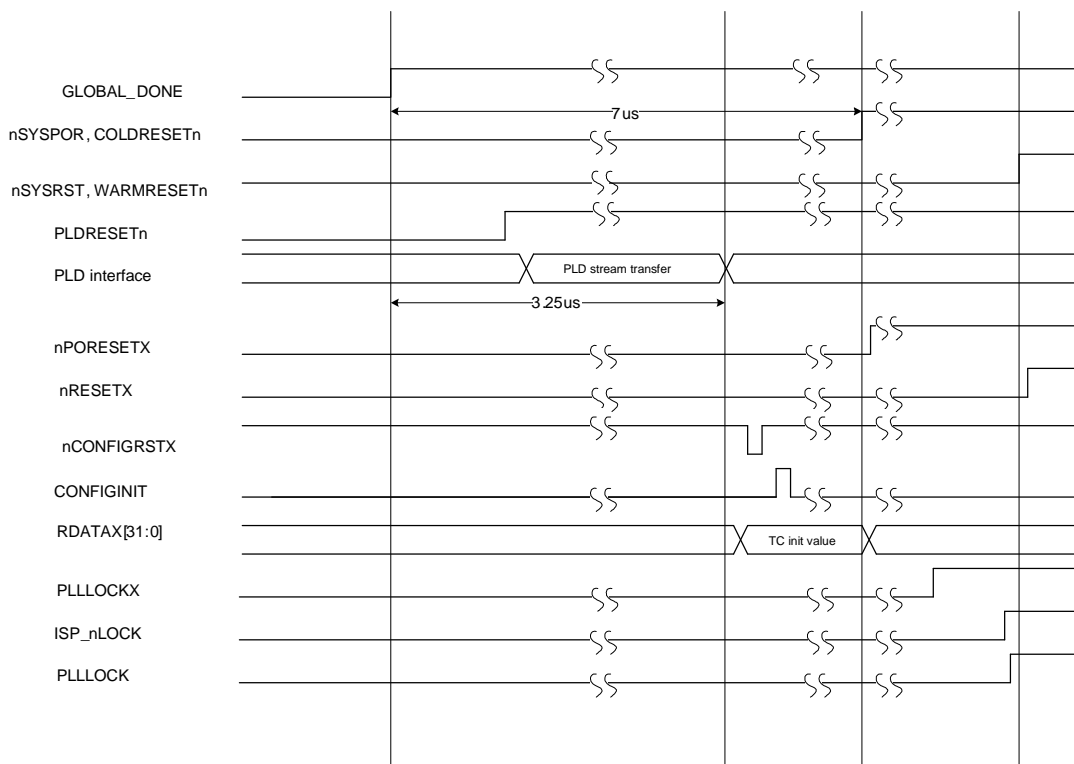 GLOBAL_DONE
7us
nSYSPOR, COLDRESETn
nSYSRST, WARMRESETn
PLDRESETn
PLD interface
PLD stream transfer
3.25us
nPORESETX
nRESETX
nCONFIGRSTX
CONFIGINIT
RDATAX[31:0]
TC init value
PLLLOCKX
ISP_nLOCK
PLLLOCK